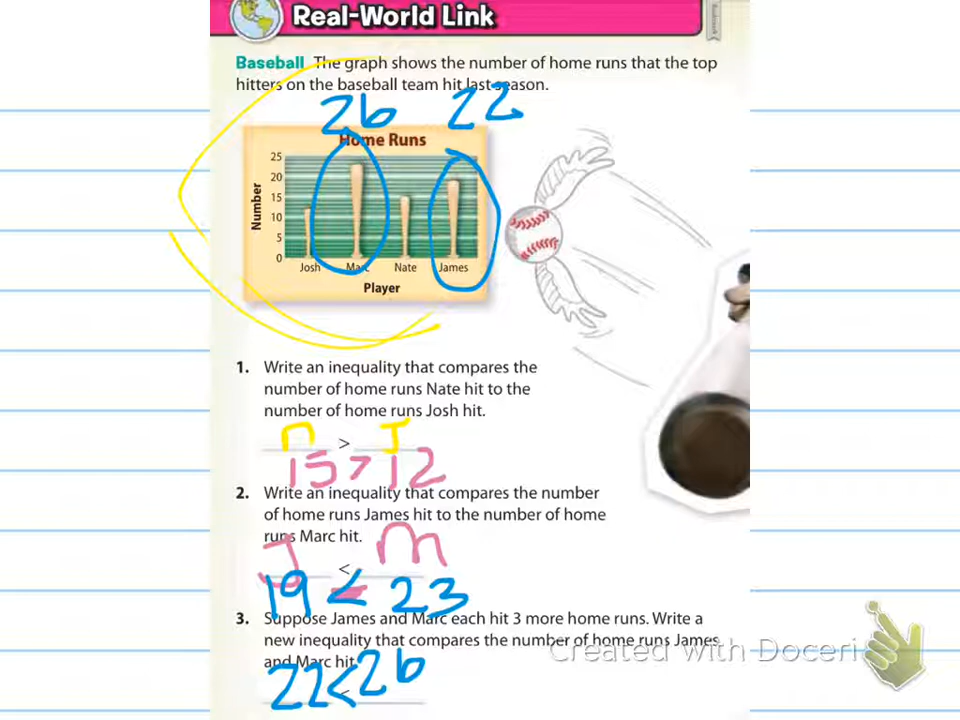 Real-World Link
Baseball The graph shows the number of home runs that the top
hitters on the baseball team hit last season.
26 22
Home Runs
Number
25
20
15
10
5
0
Josh Marc Nate James
Player
1. Write an inequality that compares the
number of home runs Nate hit to the
number of home runs Josh hit.
n > J
15 > 12
2. Write an inequality that compares the number
of home runs James hit to the number of home
runs Marc hit.
J < m
19 < 23
3. Suppose James and Marc each hit 3 more home runs. Write a
new inequality that compares the number of home runs James
and Marc hit.
22 < 26
<
Created with Doceri